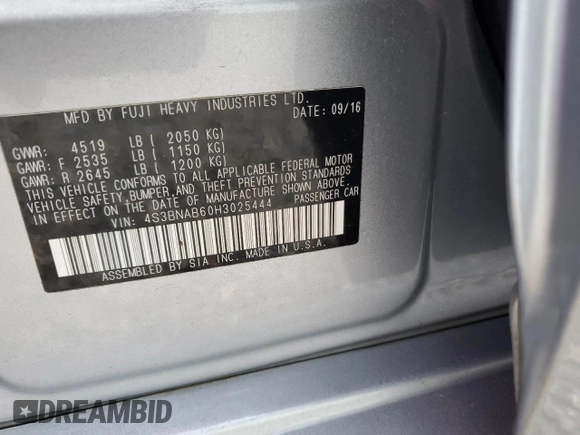 MFD BY FUJI HEAVY INDUSTRIES LTD.
DATE: 09/16
GVWR: 4519 LB ( 2050 KG)
GAWR: F 2535 LB ( 1150 KG)
GAWR: R 2645 LB ( 1200 KG)
THIS VEHICLE CONFORMS TO ALL APPLICABLE FEDERAL MOTOR
VEHICLE SAFETY, BUMPER, AND THEFT PREVENTION STANDARDS
IN EFFECT ON THE DATE OF MANUFACTURE SHOWN ABOVE.
VIN: 4S3BNAB60H3025444 PASSENGER CAR
ASSEMBLED BY SIA INC. MADE IN U.S.A.
DREAMBID